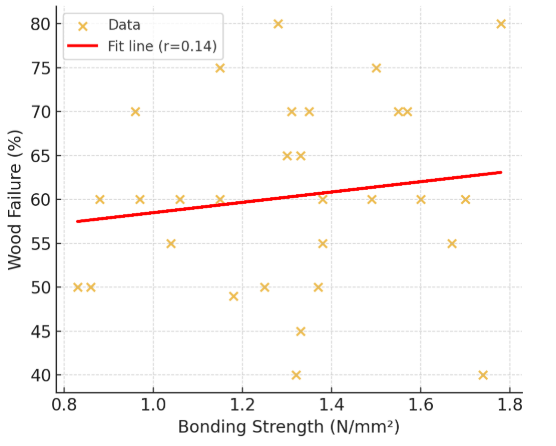 Data
Fit line (r=0.14)
80
75
70
65
60
55
50
45
40
Wood Failure (%)
0.8 1.0 1.2 1.4 1.6 1.8
Bonding Strength (N/mm²)